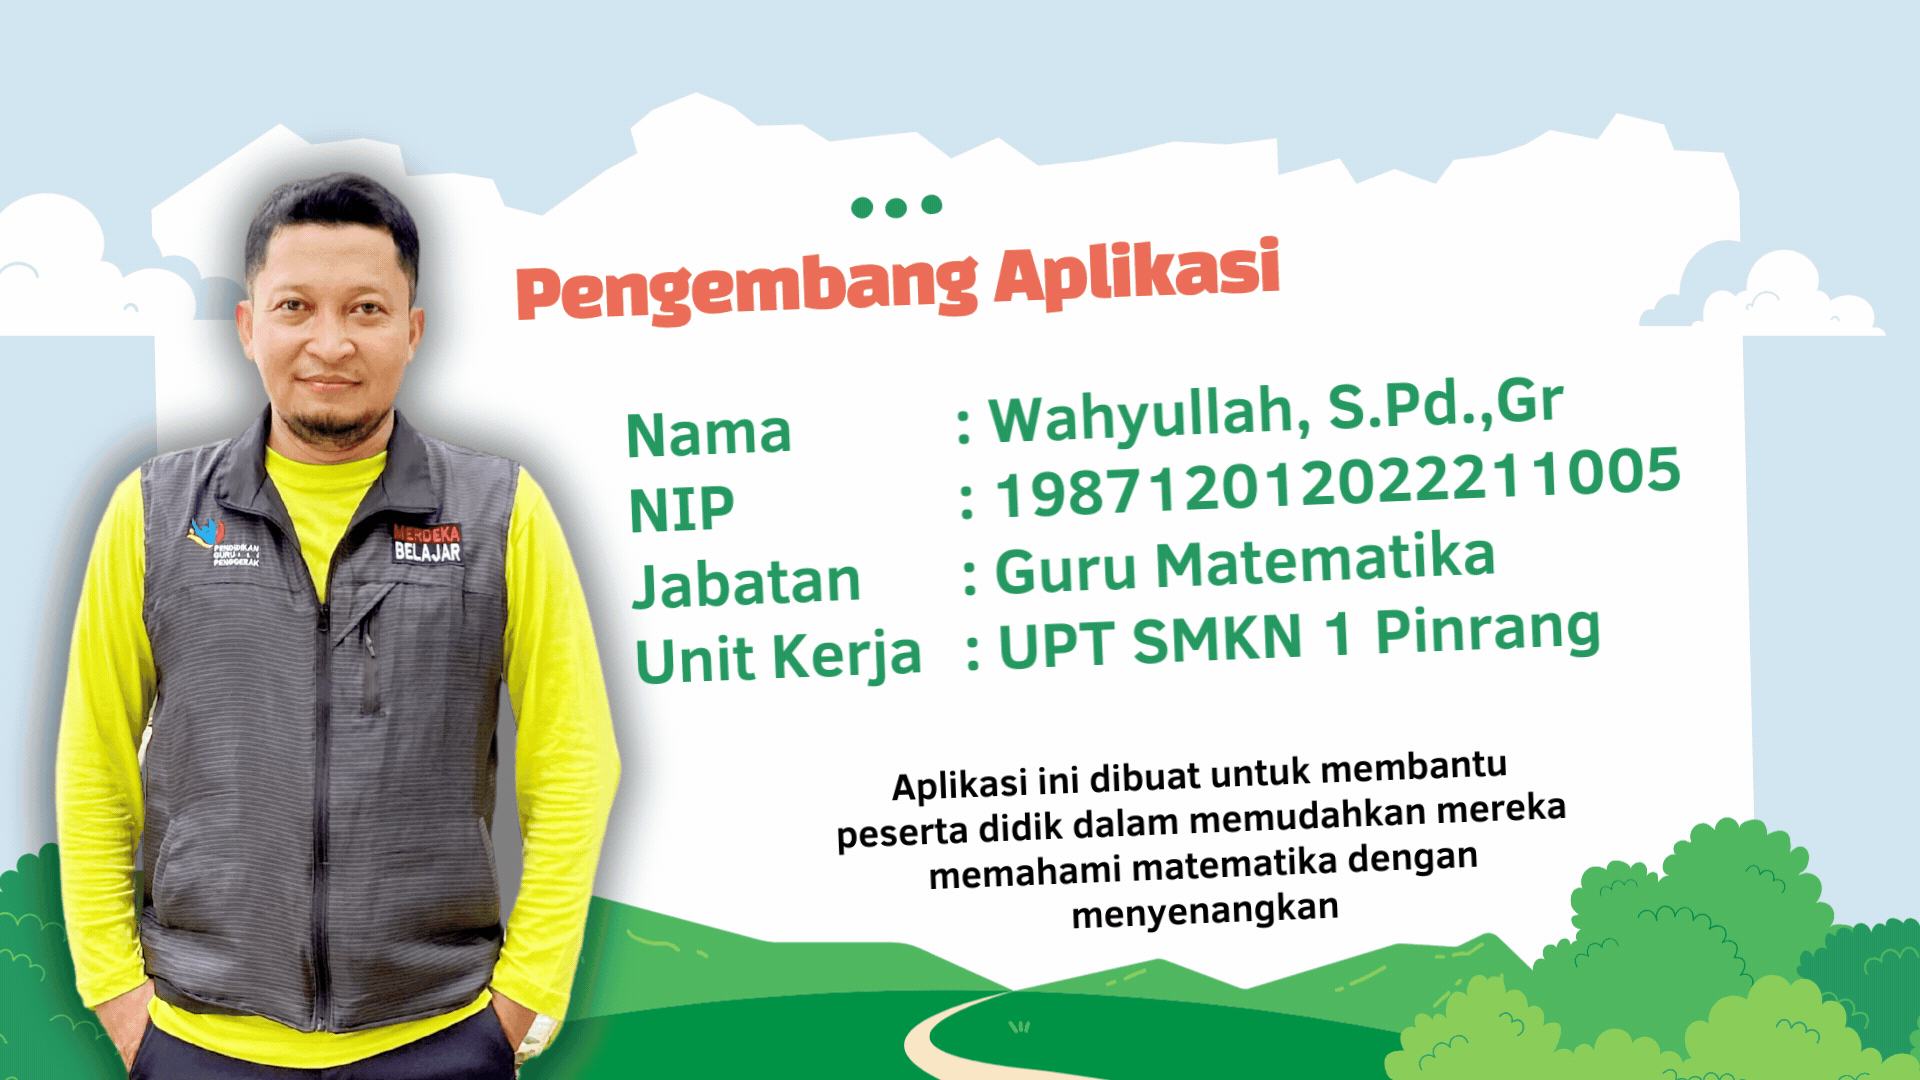 Pengembang Aplikasi
Nama : Wahyullah, S.Pd.,Gr
NIP : 198712012022211005
Jabatan : Guru Matematika
Unit Kerja : UPT SMKN 1 Pinrang
Aplikasi ini dibuat untuk membantu
peserta didik dalam memudahkan mereka
memahami matematika dengan
menyenangkan
PENDIDIKAN
GURU
PENGGERAK
MERDEKA
BELAJAR